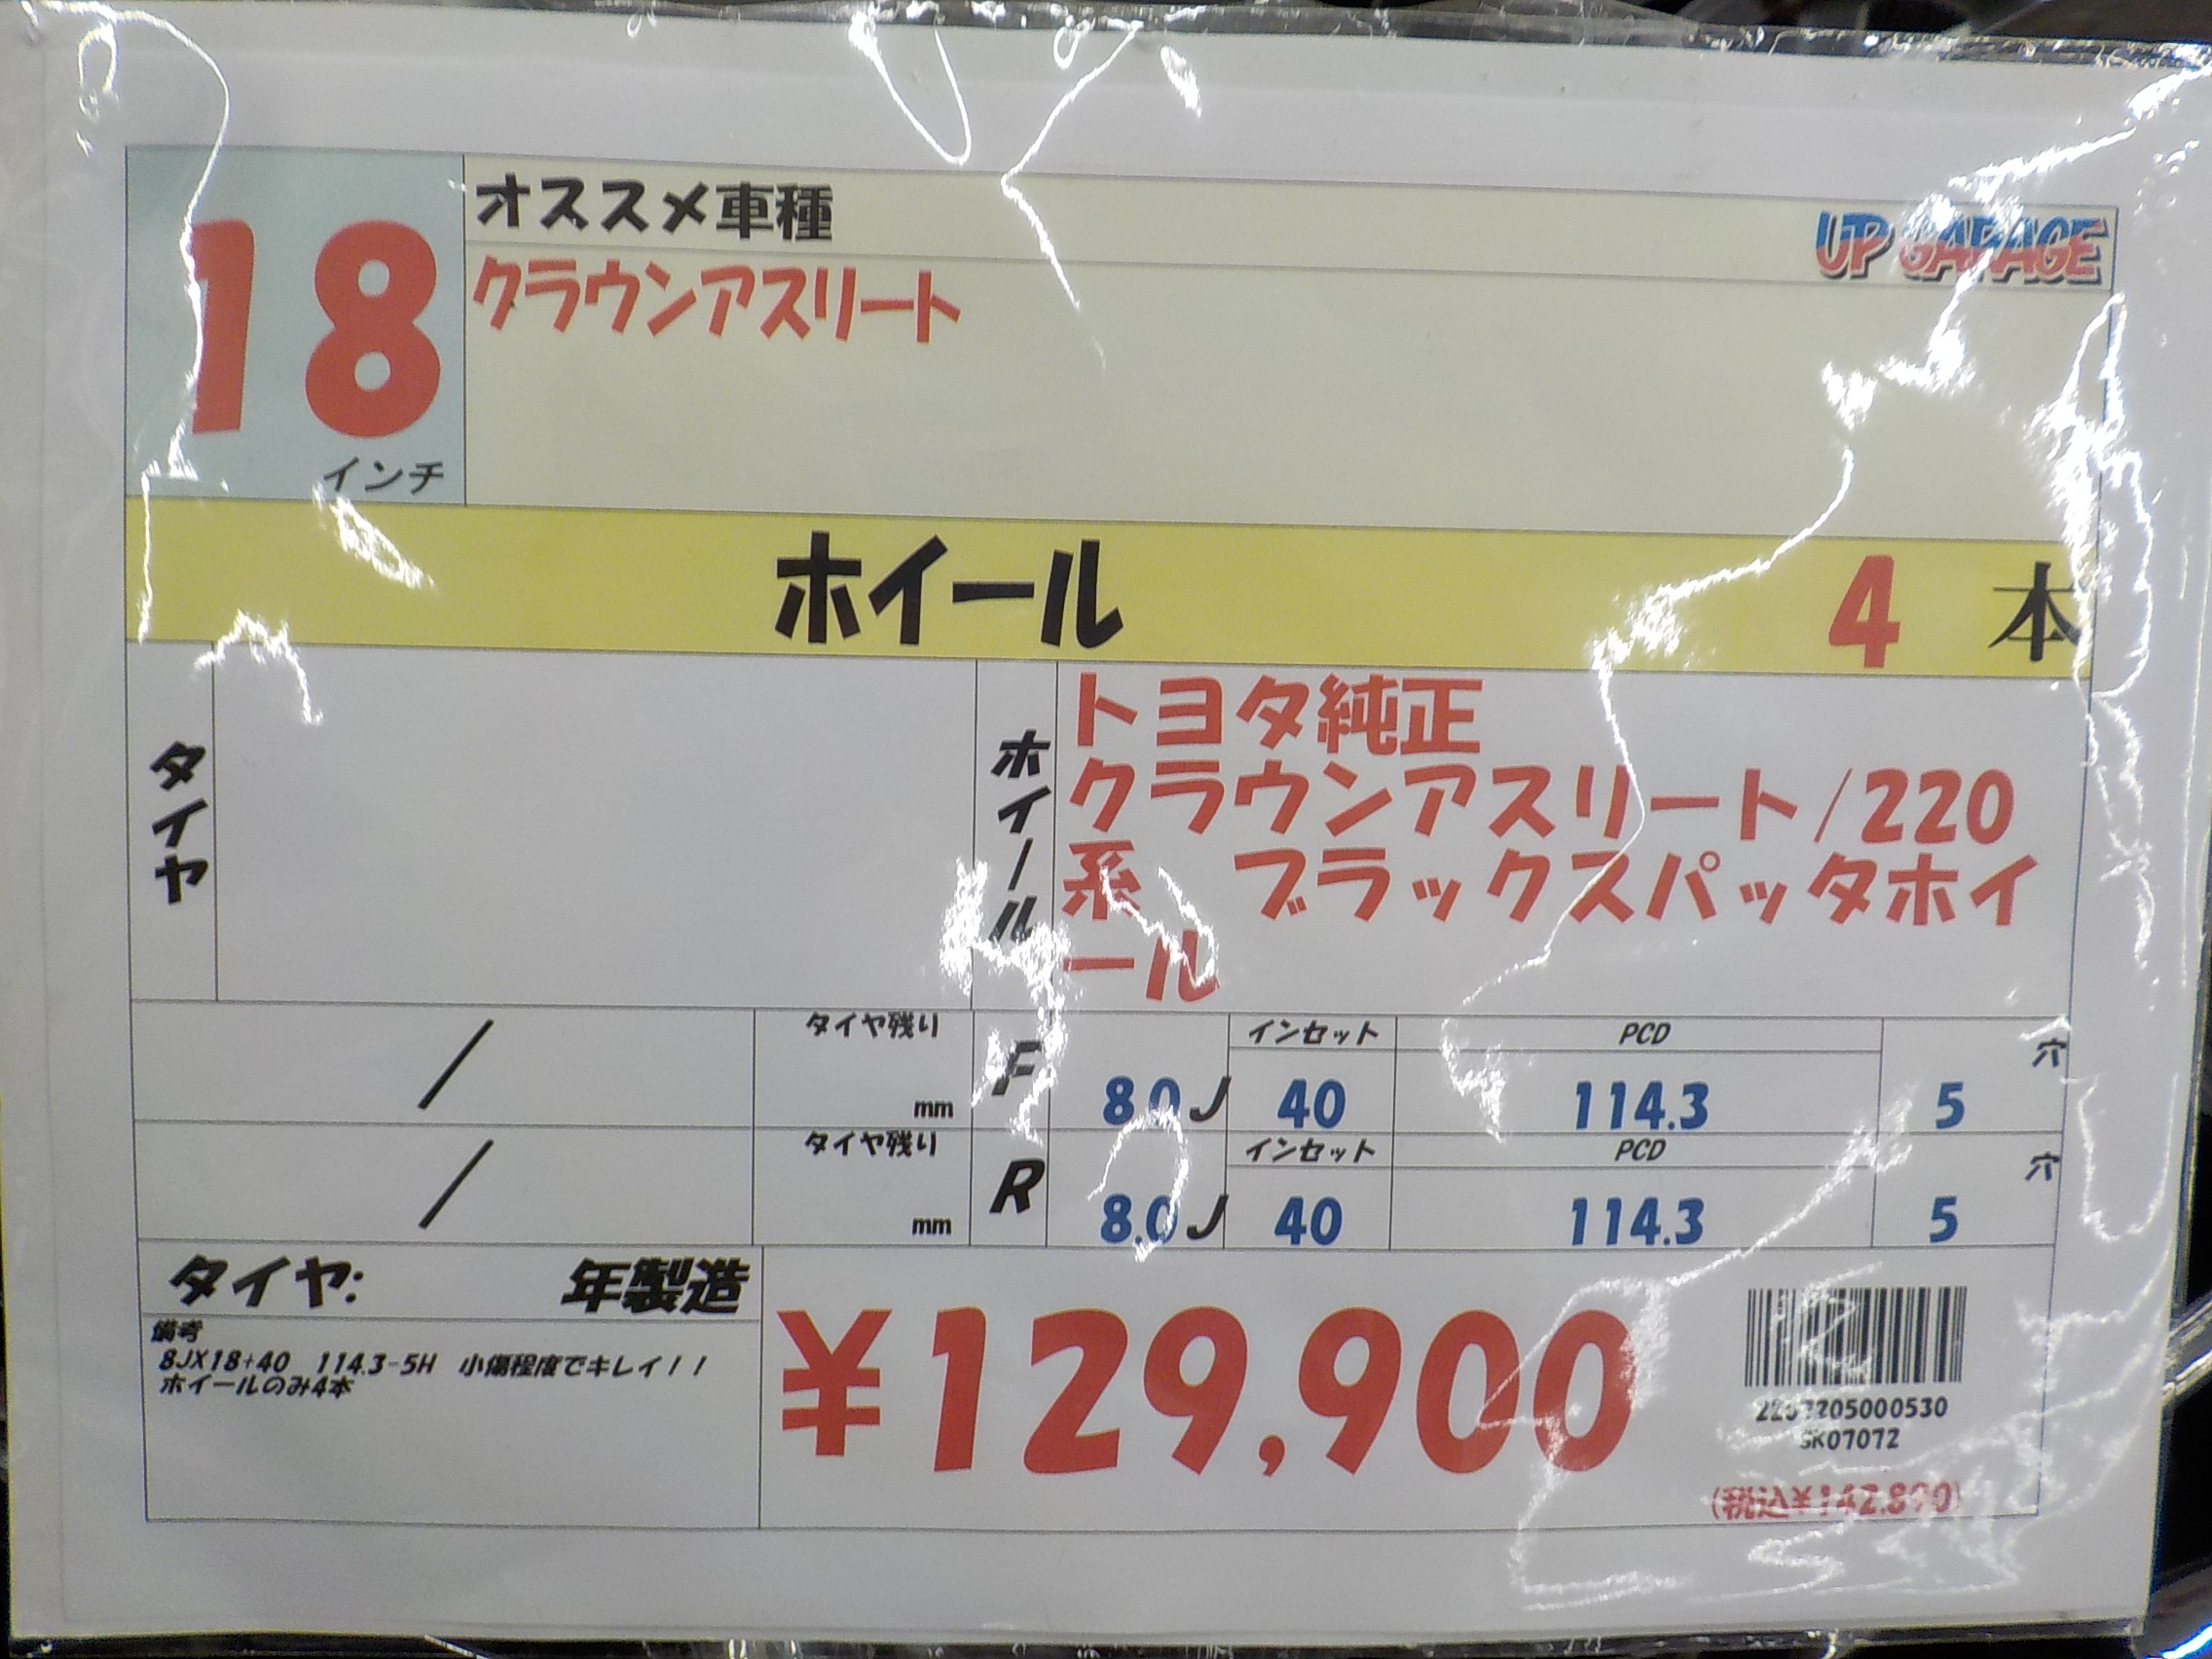 オススメ車種
UP GARAGE
18
インチ
クラウンアスリート
ホイール 4 本
タイヤ
ホイール
トヨタ純正
クラウンアスリート/220
系 ブラックスパッタホイ
ール
/ タイヤ残り mm F 8.0J インセット 40 PCD 114.3 5 穴
/ タイヤ残り mm R 8.0J インセット 40 PCD 114.3 5 穴
タイヤ: 年製造
備考
8JX18+40 114.3-5H 小傷程度でキレイ！！
ホイールのみ4本
¥129,900
(税込¥142,890)